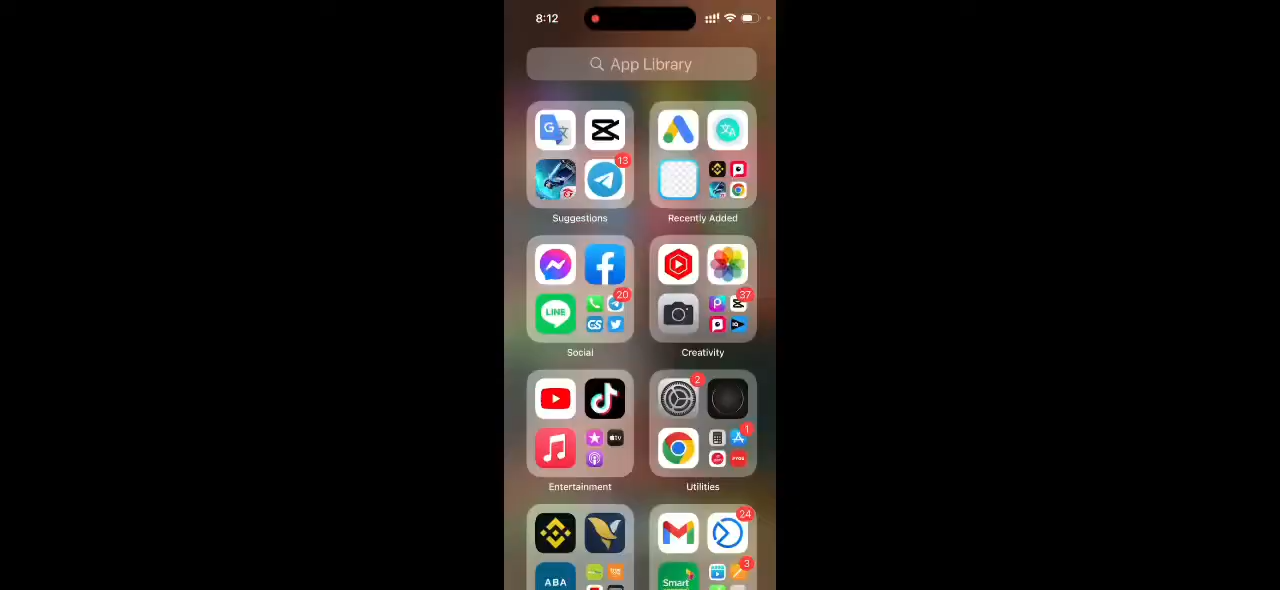 8:12
App Library
13
Suggestions
Recently Added
LINE
20
Social
37
Creativity
2
1
Entertainment
Utilities
24
ABA
Smart
3